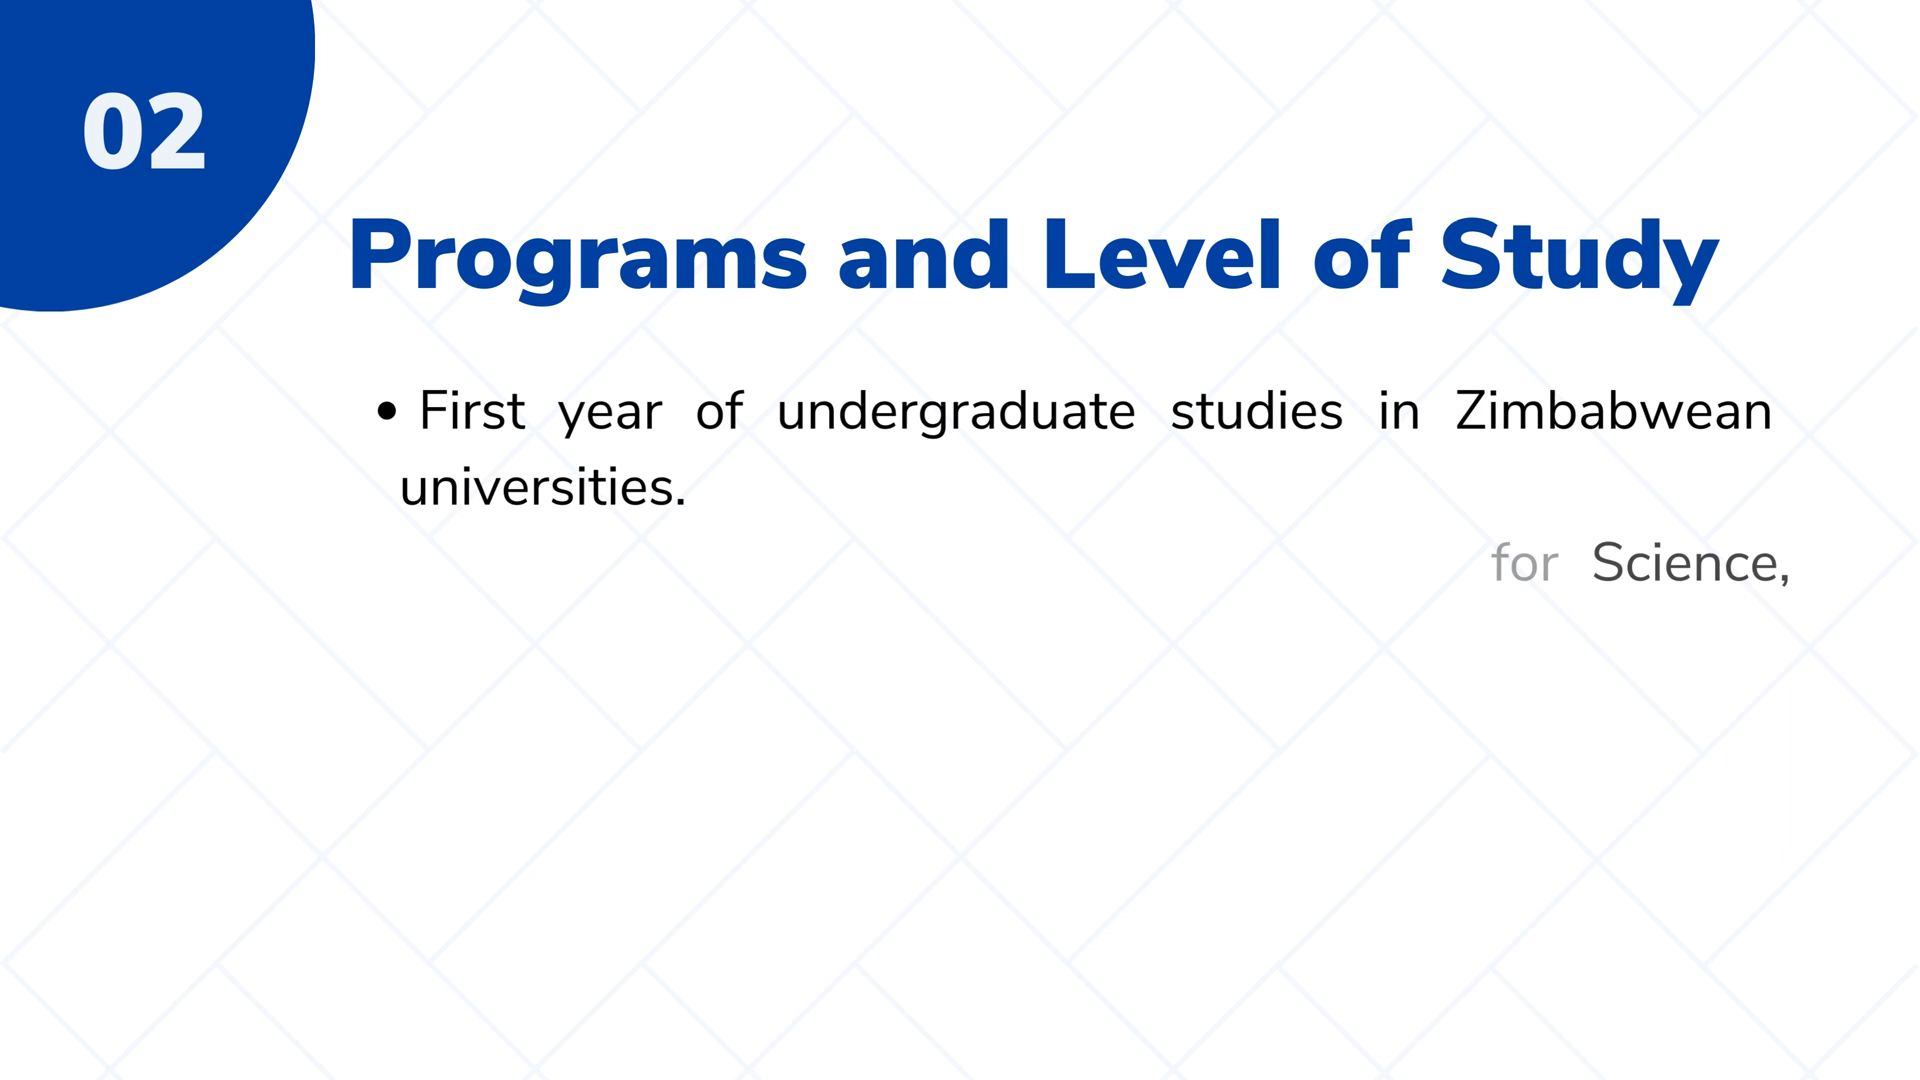 02
Programs and Level of Study
• First year of undergraduate studies in Zimbabwean
universities.
for Science,